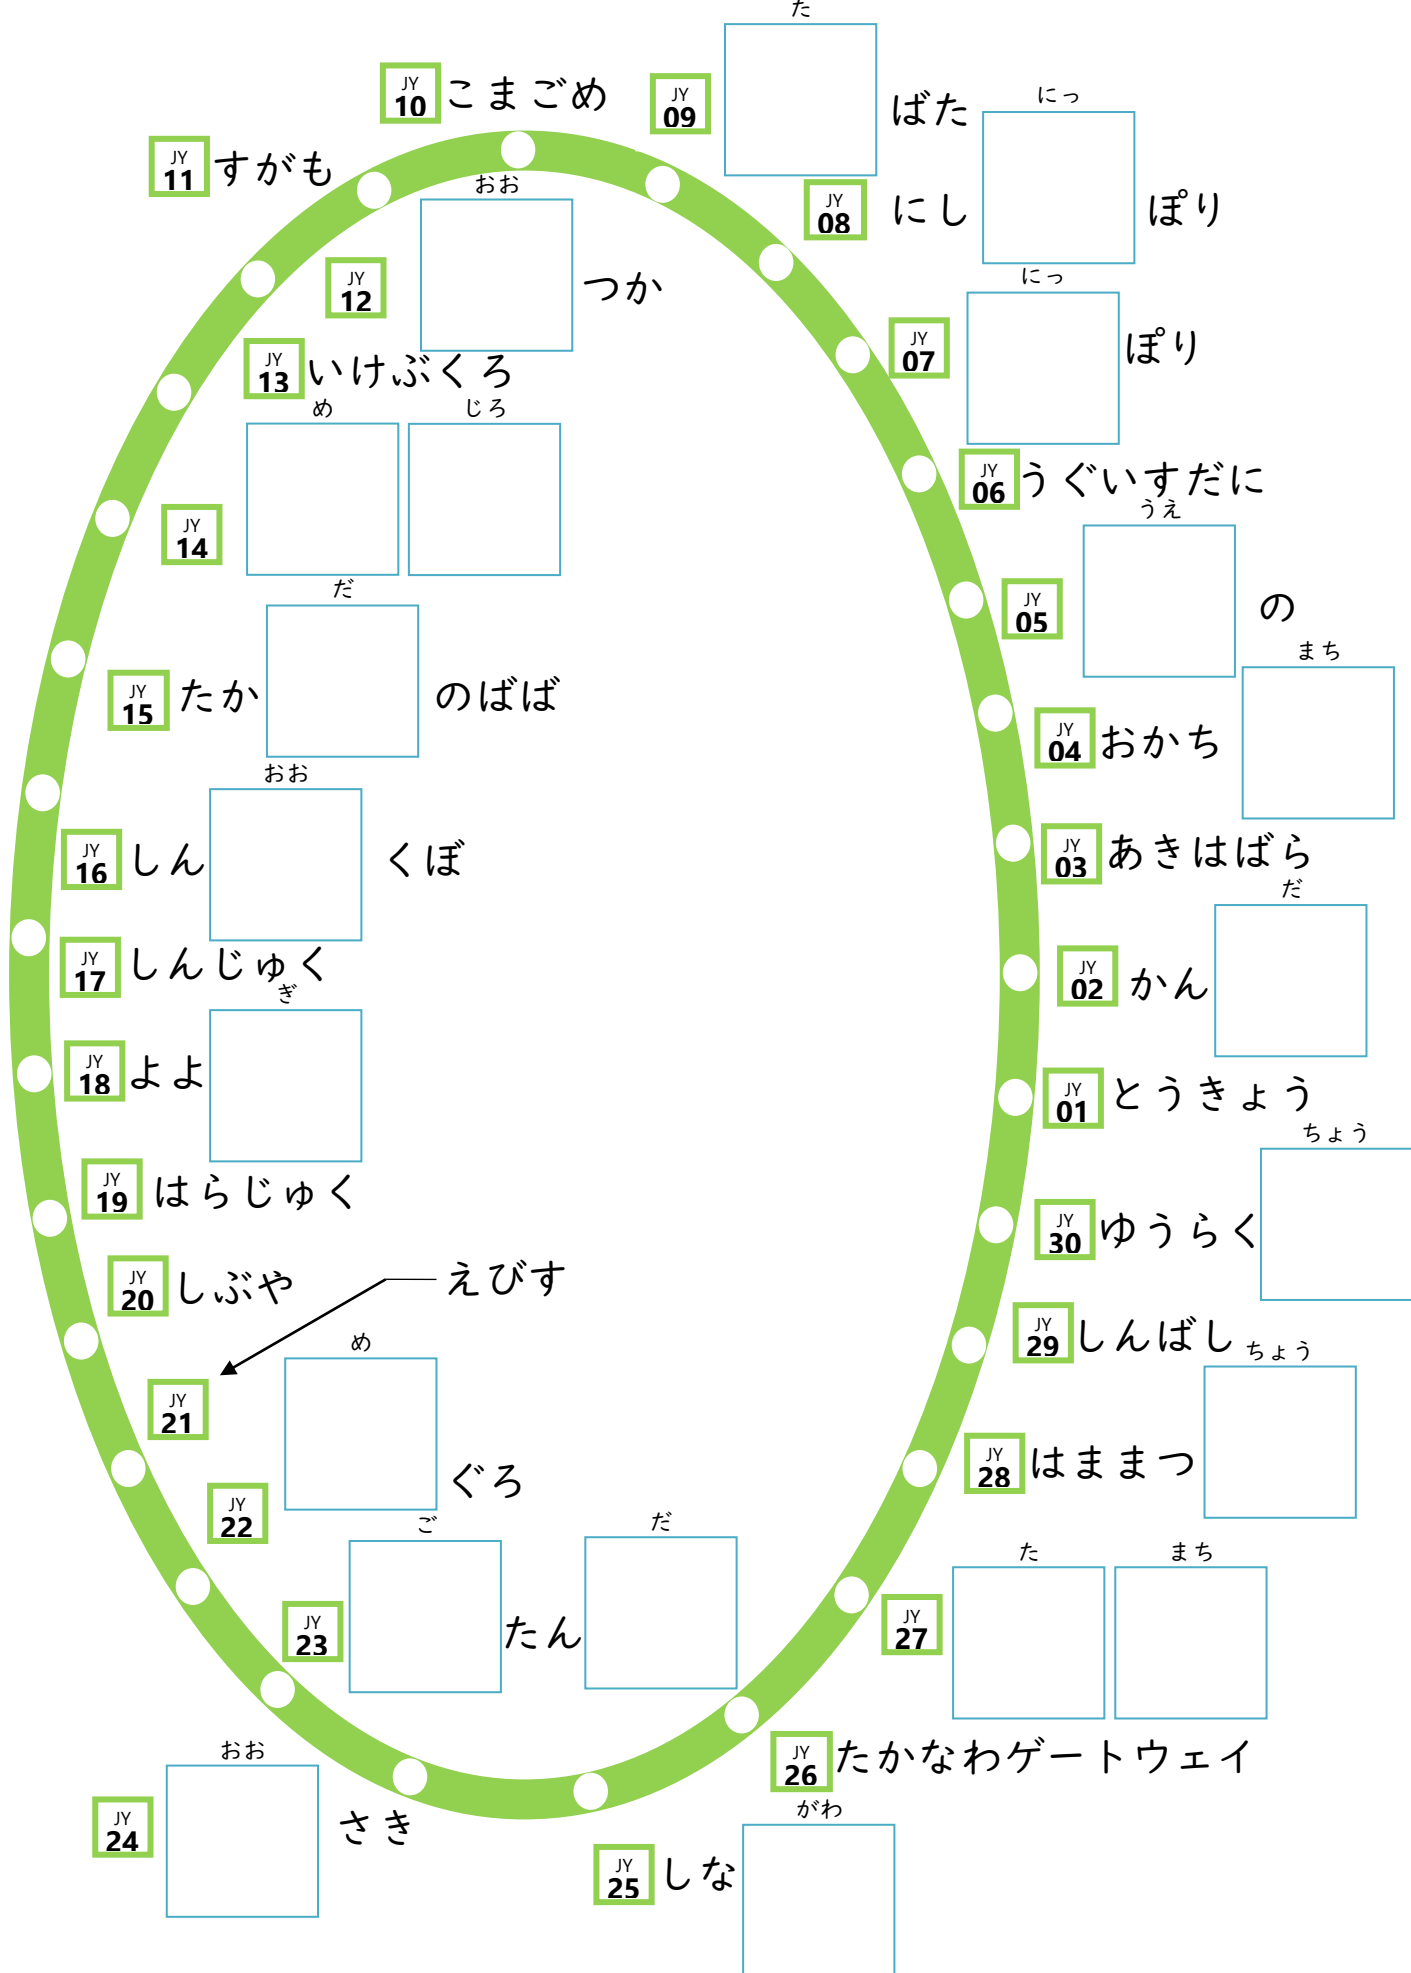 た
JY 10 こまごめ
JY 09 ばた
にっ
JY 11 すがも
JY 08 にし ぽり
おお
JY 12 つか
にっ
JY 07 ぽり
JY 13 いけぶくろ
め じろ
JY 14
JY 06 うぐいすだに
うえ
JY 05 の
だ
JY 15 たか のばば
まち
JY 04 おかち
おお
JY 16 しん くぼ
JY 03 あきはばら
だ
JY 17 しんじゅく
JY 02 かん
ぎ
JY 18 よよ
JY 01 とうきょう
ちょう
JY 19 はらじゅく
JY 30 ゆうらく
JY 20 しぶや
えびす
JY 29 しんばし
ちょう
め
JY 21
JY 28 はままつ
ぐろ
JY 22
ご だ
JY 23 たん
た まち
JY 27
おお
JY 26 たかなわゲートウェイ
JY 24 さき
がわ
JY 25 しな